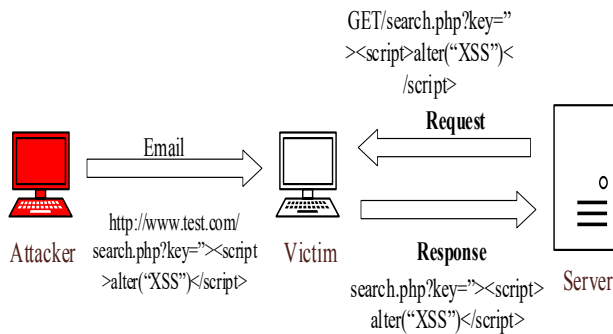 GET/search.php?key=”
><script>alter(“XSS”)<
/script>
Request
Email
http://www.test.com/
search.php?key=”><script
>alter(“XSS”)</script>
Attacker
Victim
Response
search.php?key=”><script>
alter(“XSS”)</script>
Server